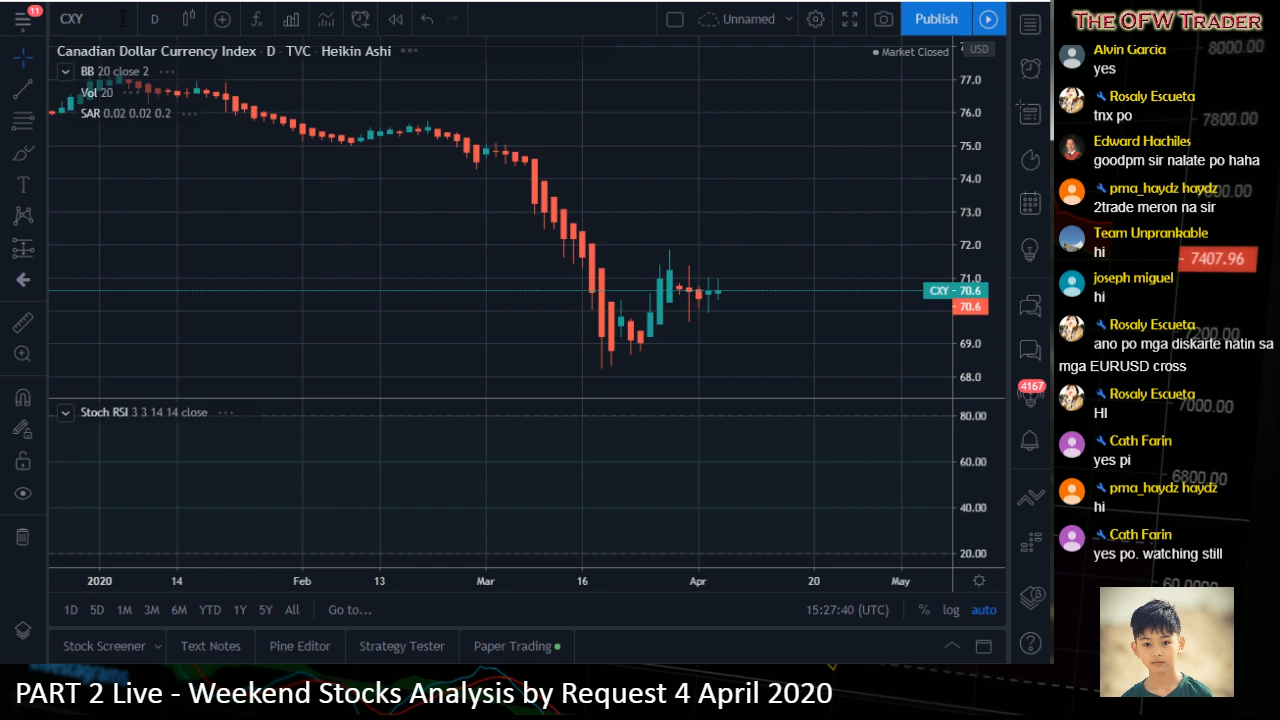 11
CXY
D
Unnamed
Publish
Canadian Dollar Currency Index · D · TVC · Heikin Ashi
Market Closed
USD
BB 20 close 2
Vol 20
SAR 0.02 0.02 0.2
77.0
76.0
75.0
74.0
73.0
72.0
71.0
CXY - 70.6
70.6
69.0
68.0
Stoch RSI 3 3 14 14 close
80.00
60.00
40.00
20.00
2020 14 Feb 13 Mar 16 Apr 20 May
1D 5D 1M 3M 6M YTD 1Y 5Y All Go to...
15:27:40 (UTC) % log auto
Stock Screener Text Notes Pine Editor Strategy Tester Paper Trading
4167
The OFW Trader
8000.00
Alvin Garcia
yes
Rosaly Escueta
tnx po
7800.00
Edward Hachiles
goodpm sir nalate po haha
pma_haydz haydz
2trade meron na sir
Team Unprankable
hi
7407.96
joseph miguel
hi
Rosaly Escueta
7200.00
ano po mga diskarte natin sa
mga EURUSD cross
Rosaly Escueta
HI
7000.00
Cath Farin
yes pi
6800.00
pma_haydz haydz
hi
Cath Farin
yes po. watching still
60.0000
PART 2 Live - Weekend Stocks Analysis by Request 4 April 2020